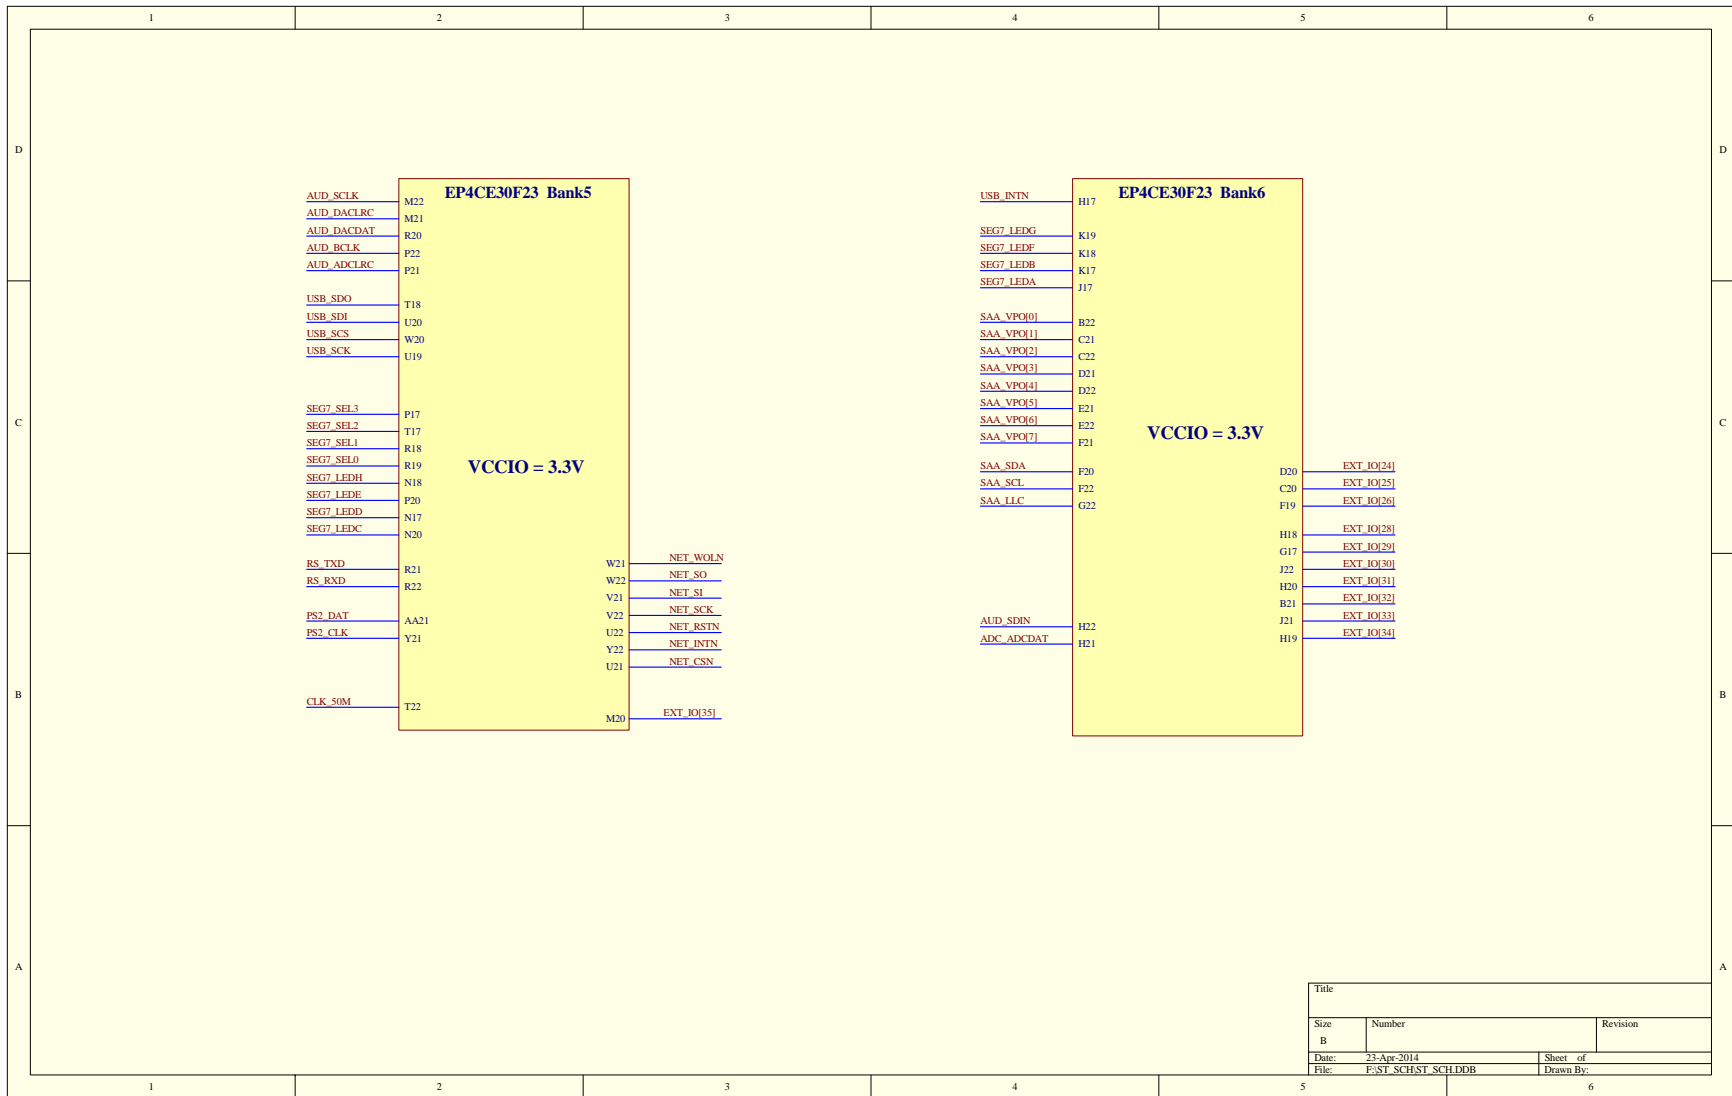 1 2 3 4 5 6
D D
C C
B B
A A
EP4CE30F23 Bank5
VCCIO = 3.3V
AUD_SCLK M22
AUD_DACLRC M21
AUD_DACDAT R20
AUD_BCLK P22
AUD_ADCLRC P21
USB_SDO T18
USB_SDI U20
USB_SCS W20
USB_SCK U19
SEG7_SEL3 P17
SEG7_SEL2 T17
SEG7_SEL1 R18
SEG7_SEL0 R19
SEG7_LEDH N18
SEG7_LEDE P20
SEG7_LEDD N17
SEG7_LEDC N20
RS_TXD R21
RS_RXD R22
PS2_DAT AA21
PS2_CLK Y21
CLK_50M T22
W21 NET_WOLN
W22 NET_SO
V21 NET_SI
V22 NET_SCK
U22 NET_RSTN
Y22 NET_INTN
U21 NET_CSN
M20 EXT_IO[35]
EP4CE30F23 Bank6
VCCIO = 3.3V
USB_INTN H17
SEG7_LEDG K19
SEG7_LEDF K18
SEG7_LEDB K17
SEG7_LEDA J17
SAA_VPO[0] B22
SAA_VPO[1] C21
SAA_VPO[2] C22
SAA_VPO[3] D21
SAA_VPO[4] D22
SAA_VPO[5] E21
SAA_VPO[6] E22
SAA_VPO[7] F21
SAA_SDA F20
SAA_SCL F22
SAA_LLC G22
AUD_SDIN H22
ADC_ADCDAT H21
D20 EXT_IO[24]
C20 EXT_IO[25]
F19 EXT_IO[26]
H18 EXT_IO[28]
G17 EXT_IO[29]
J22 EXT_IO[30]
H20 EXT_IO[31]
B21 EXT_IO[32]
J21 EXT_IO[33]
H19 EXT_IO[34]
Title
Size Number Revision
B
Date: 23-Apr-2014 Sheet of
File: F:\ST_SCH\ST_SCH.DDB Drawn By:
1 2 3 4 5 6